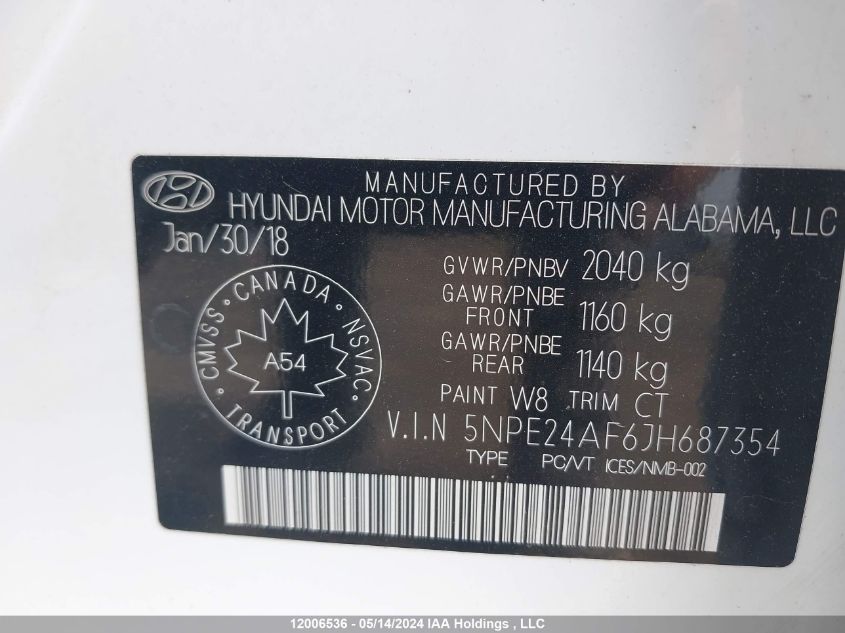 MANUFACTURED BY
HYUNDAI MOTOR MANUFACTURING ALABAMA, LLC
Jan/30/18
GVWR/PNBV 2040 kg
GAWR/PNBE FRONT 1160 kg
GAWR/PNBE REAR 1140 kg
PAINT W8 TRIM CT
V.I.N 5NPE24AF6JH687354
TYPE PC/VT ICES/NMB-002
CMVSS • CANADA • NSVAC • TRANSPORT •
A54
12006536 - 05/14/2024 IAA Holdings , LLC